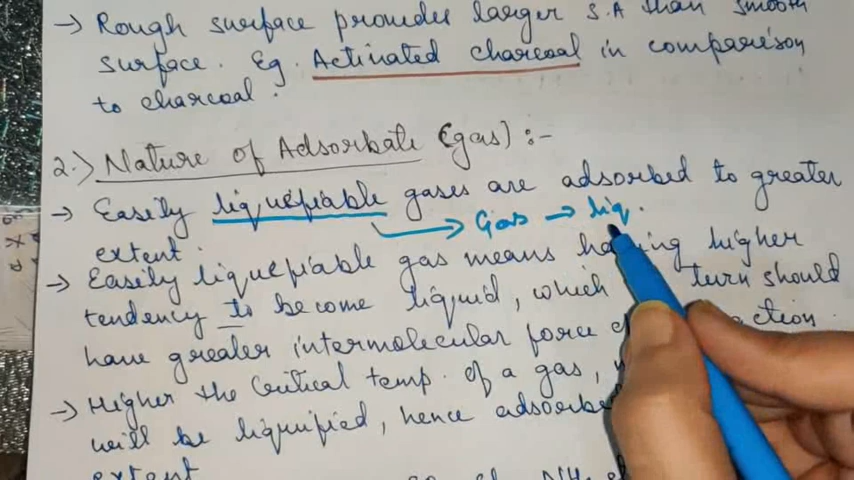 → Rough surface provides larger S.A than smooth
surface. Eg. Activated charcoal in comparison
to charcoal.
2.) Nature of Adsorbate (gas) :-
→ Easily liquefiable gases are adsorbed to greater
extent. Gas → liq.
→ Easily liquefiable gas means having higher
tendency to become liquid, which turn should
have greater intermolecular force
→ Higher the Critical temp. of a gas,
will be liquified, hence adsorbed
extent